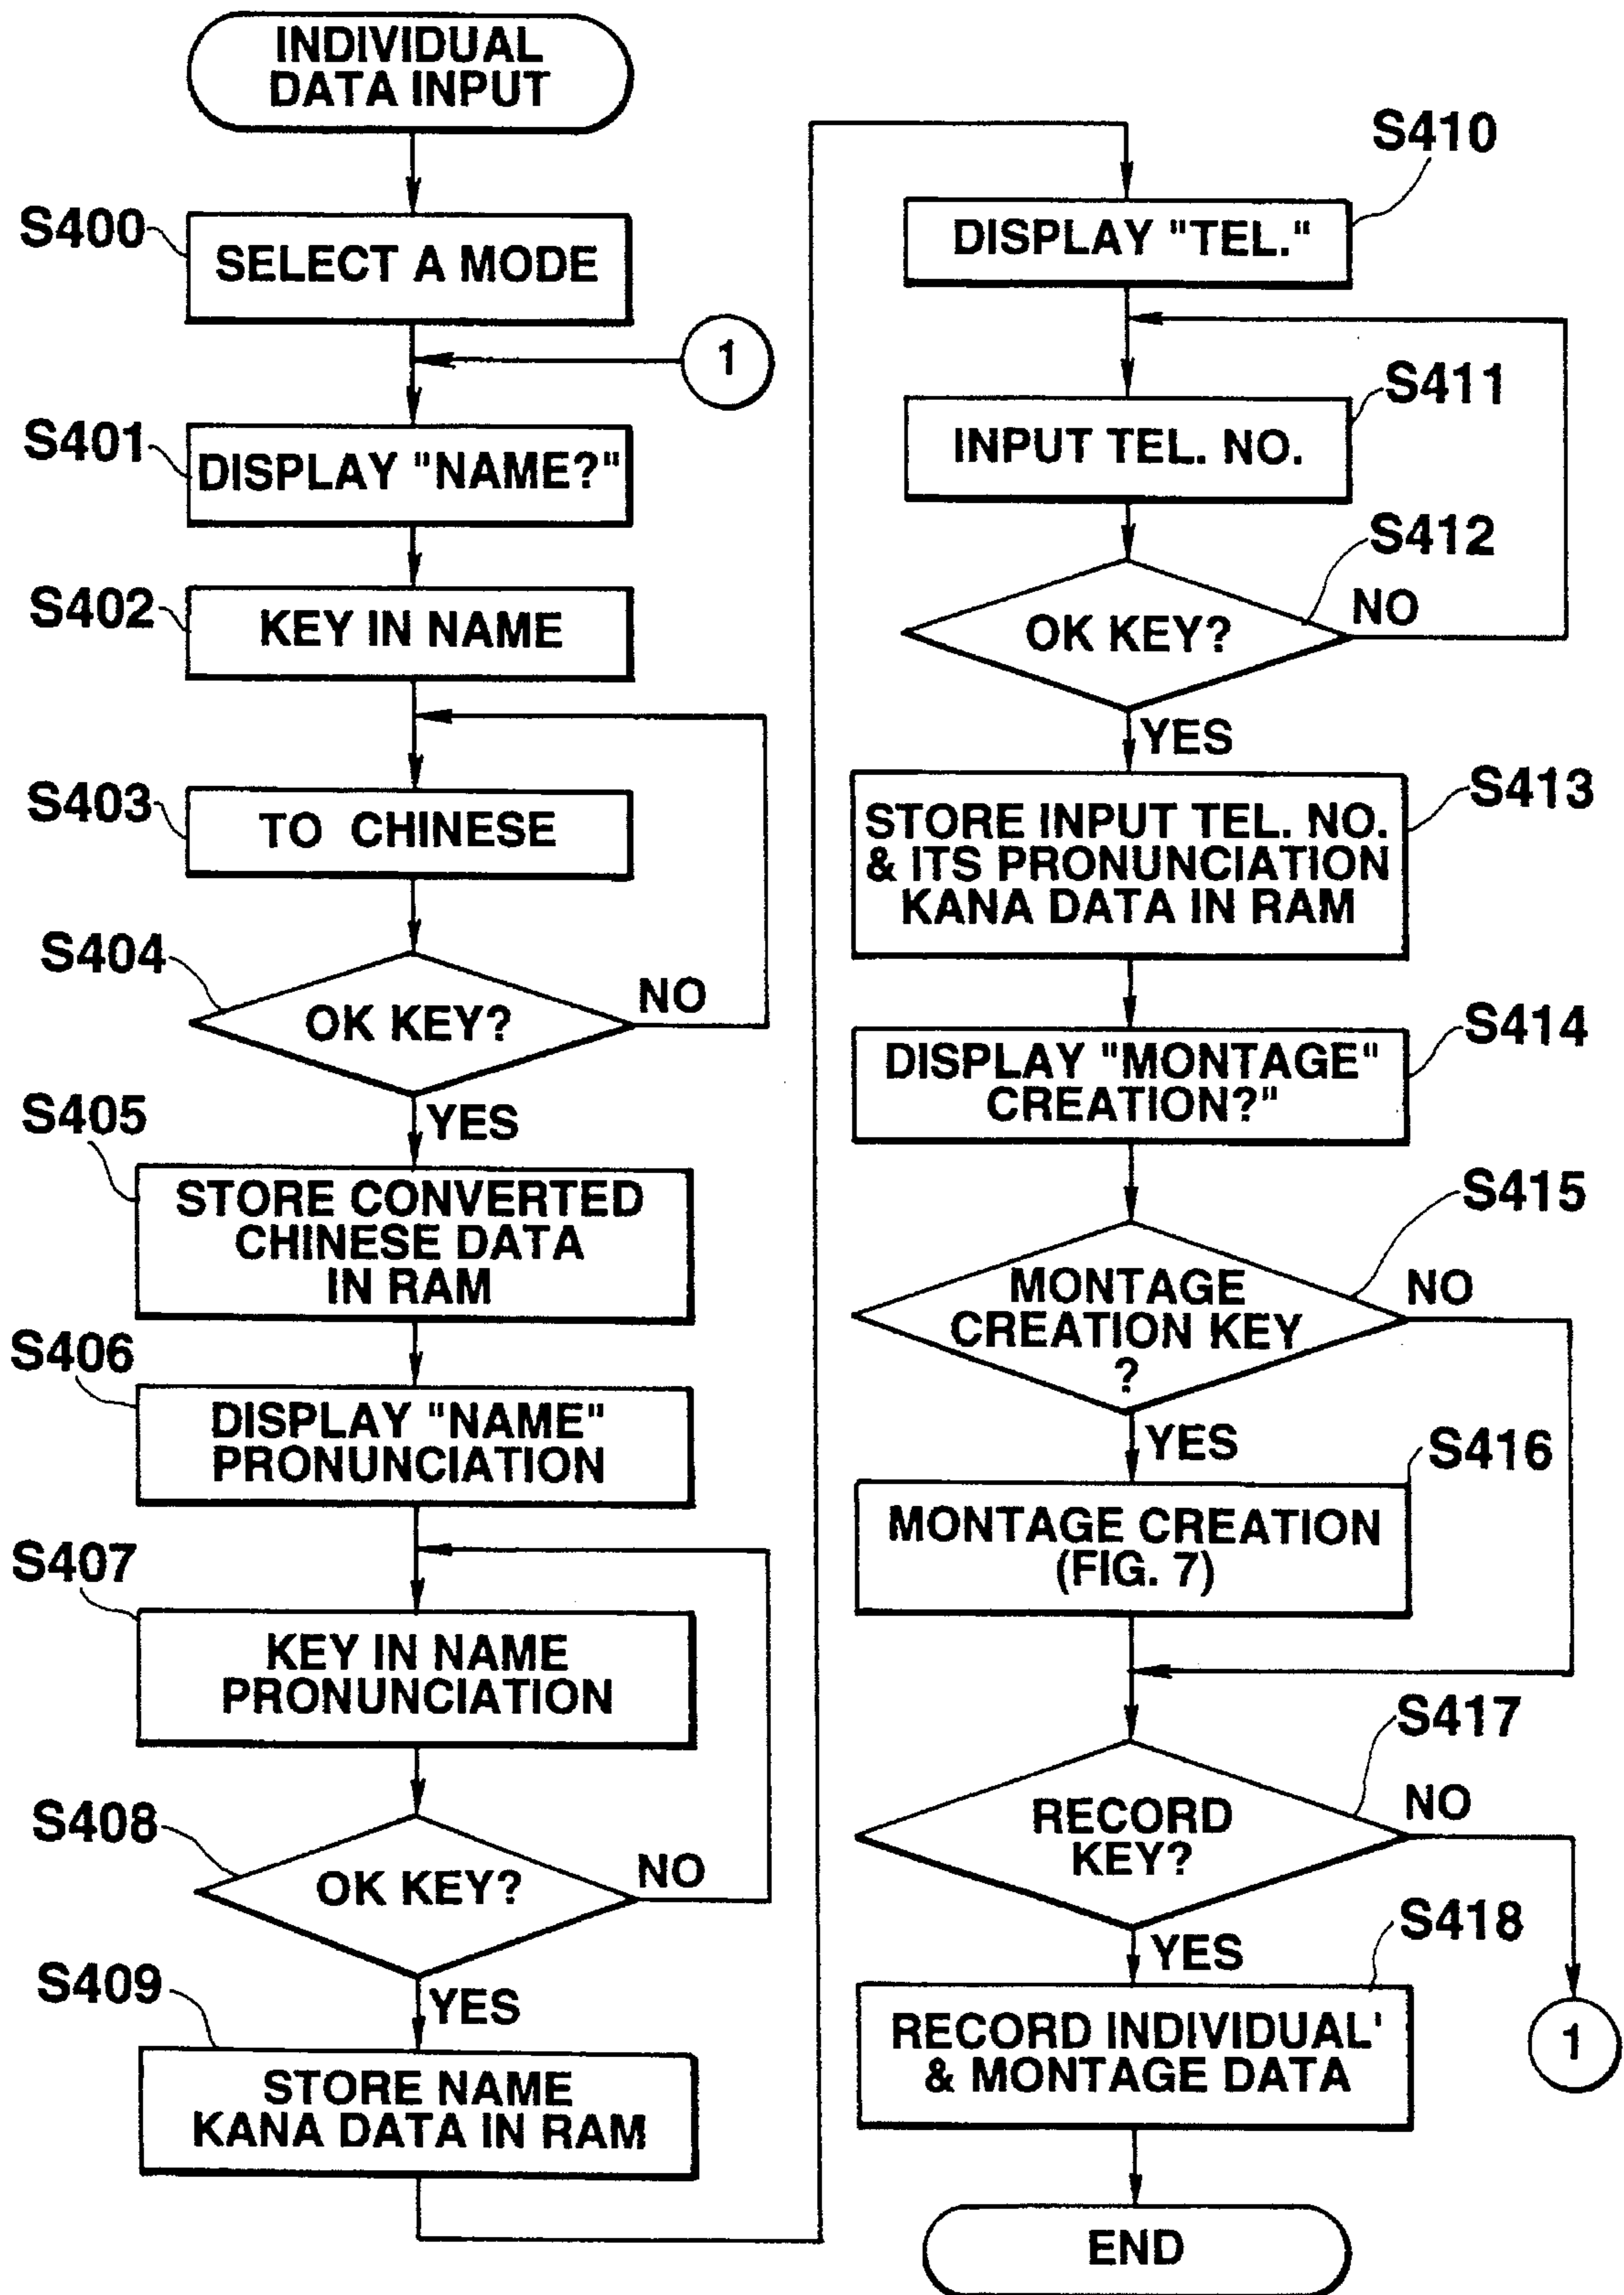 INDIVIDUAL
DATA INPUT
S400
SELECT A MODE
1
S401
DISPLAY "NAME?"
S402
KEY IN NAME
S403
TO CHINESE
S404
OK KEY?
NO
YES
S405
STORE CONVERTED
CHINESE DATA
IN RAM
S406
DISPLAY "NAME"
PRONUNCIATION
S407
KEY IN NAME
PRONUNCIATION
S408
OK KEY?
NO
YES
S409
STORE NAME
KANA DATA IN RAM
S410
DISPLAY "TEL."
S411
INPUT TEL. NO.
S412
OK KEY?
NO
YES
S413
STORE INPUT TEL. NO.
& ITS PRONUNCIATION
KANA DATA IN RAM
S414
DISPLAY "MONTAGE"
CREATION?"
S415
MONTAGE
CREATION KEY
?
NO
YES
S416
MONTAGE CREATION
(FIG. 7)
S417
RECORD
KEY?
NO
YES
S418
RECORD INDIVIDUAL'
& MONTAGE DATA
1
END